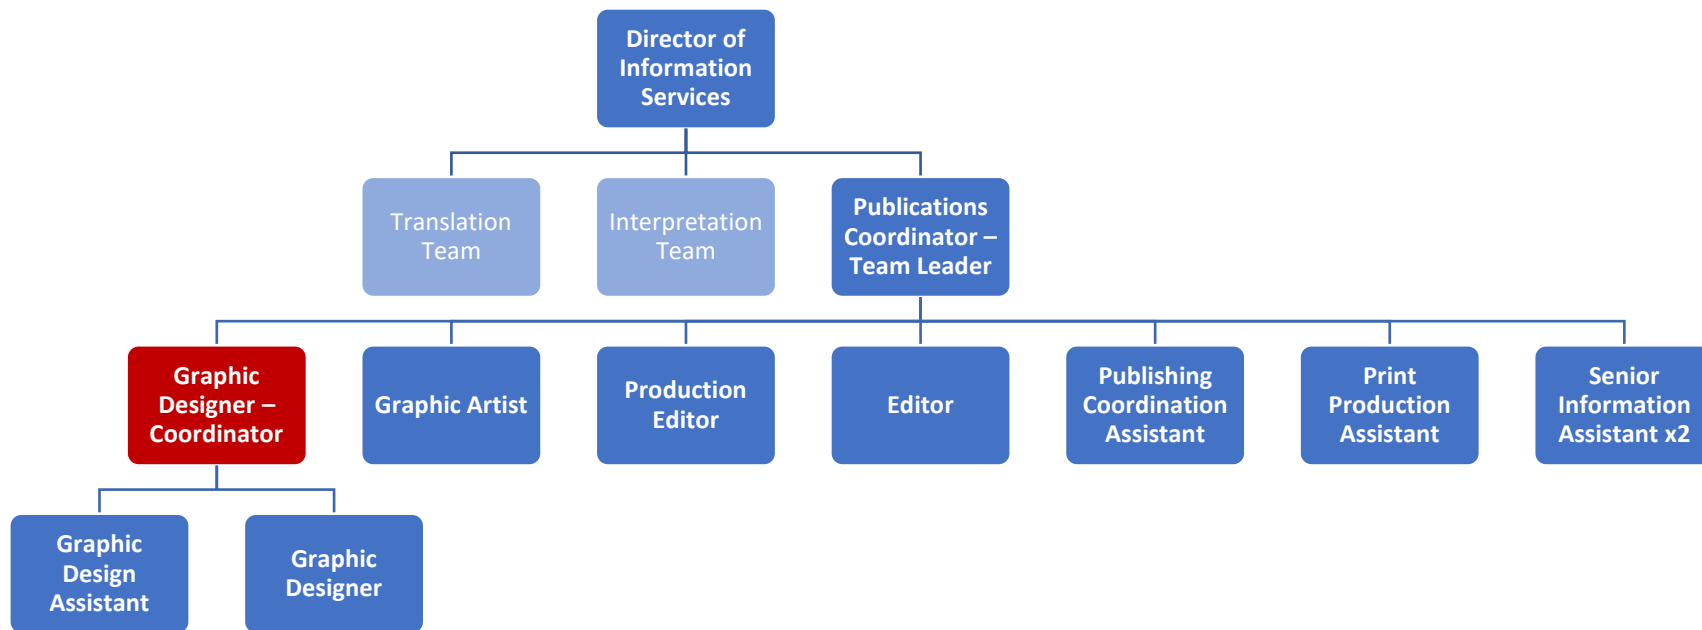 Director of
Information
Services
Translation
Team
Interpretation
Team
Publications
Coordinator –
Team Leader
Graphic
Designer –
Coordinator
Graphic Artist
Production
Editor
Editor
Publishing
Coordination
Assistant
Print
Production
Assistant
Senior
Information
Assistant x2
Graphic
Design
Assistant
Graphic
Designer